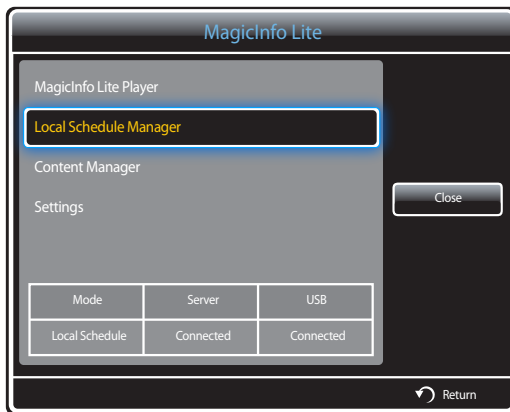 MagicInfo Lite
MagicInfo Lite Player
Local Schedule Manager
Content Manager
Settings
Close
Mode Server USB
Local Schedule Connected Connected
Return